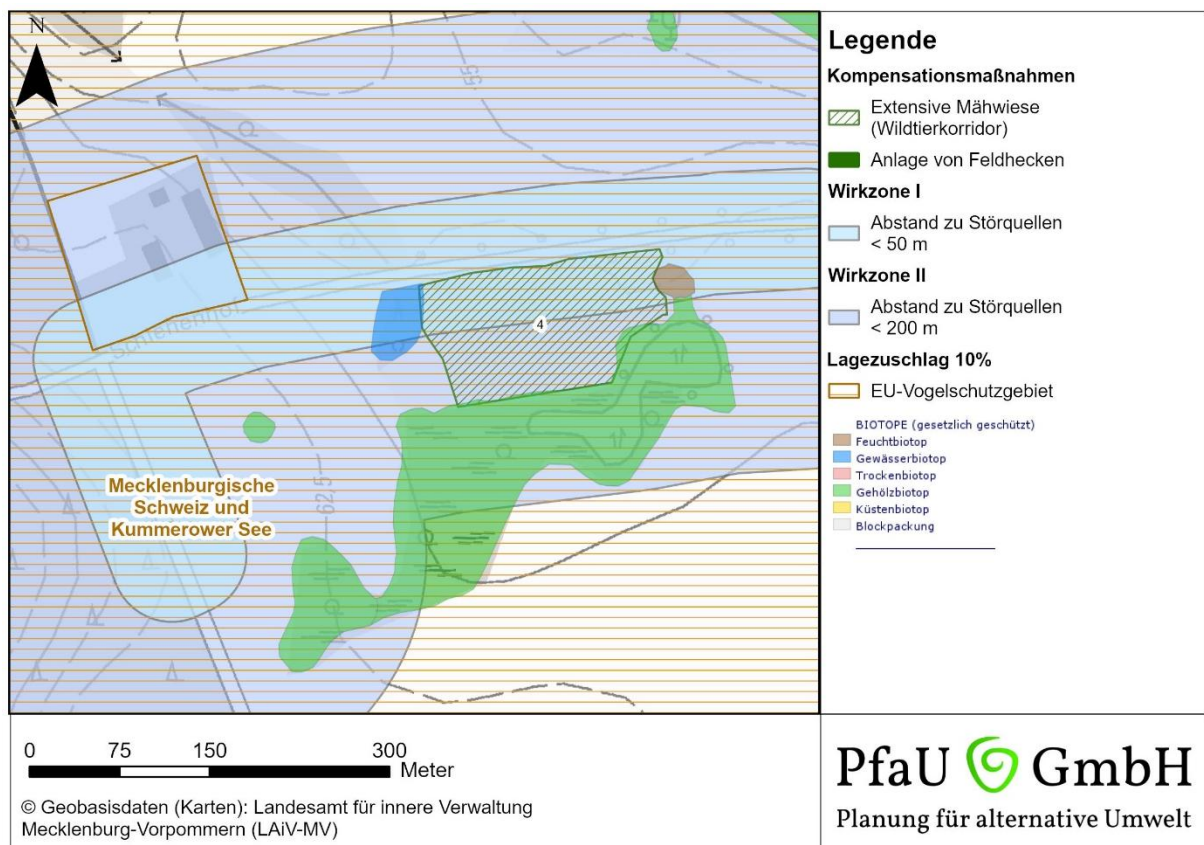 N
55
Schlehenhof
4
62.5
Mecklenburgische
Schweiz und
Kummerower See
Legende
Kompensationsmaßnahmen
Extensive Mähwiese
(Wildtierkorridor)
Anlage von Feldhecken
Wirkzone I
Abstand zu Störquellen
< 50 m
Wirkzone II
Abstand zu Störquellen
< 200 m
Lagezuschlag 10%
EU-Vogelschutzgebiet
BIOTOPE (gesetzlich geschützt)
Feuchtbiotop
Gewässerbiotop
Trockenbiotop
Gehölzbiotop
Küstenbiotop
Blockpackung
0 75 150 300
Meter
© Geobasisdaten (Karten): Landesamt für innere Verwaltung
Mecklenburg-Vorpommern (LAiV-MV)
PfaU GmbH
Planung für alternative Umwelt